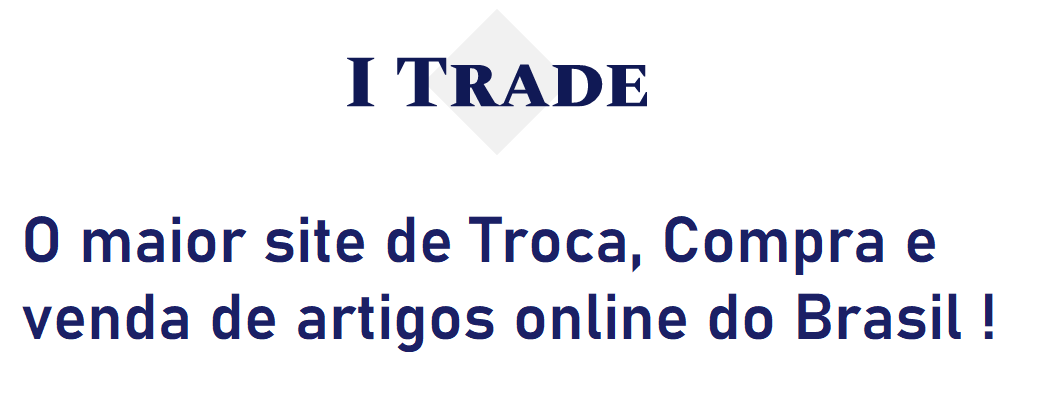 I TRADE
O maior site de Troca, Compra e
venda de artigos online do Brasil !